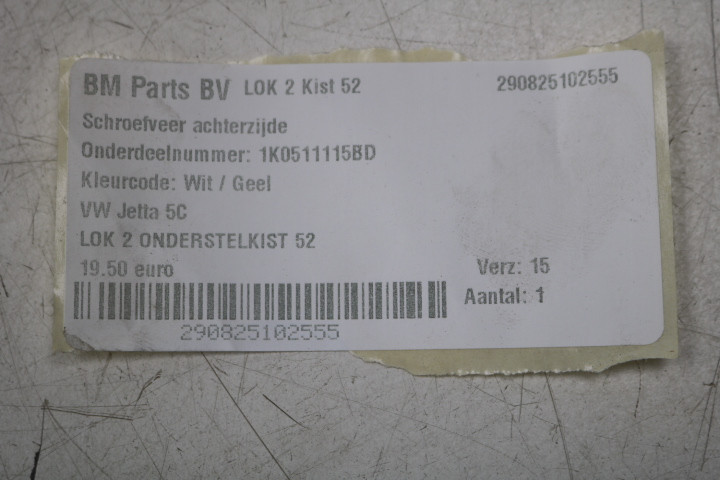 BM Parts BV LOK 2 Kist 52 290825102555
Schroefveer achterzijde
Onderdeelnummer: 1K0511115BD
Kleurcode: Wit / Geel
VW Jetta 5C
LOK 2 ONDERSTELKIST 52
19.50 euro Verz: 15
Aantal: 1
290825102555